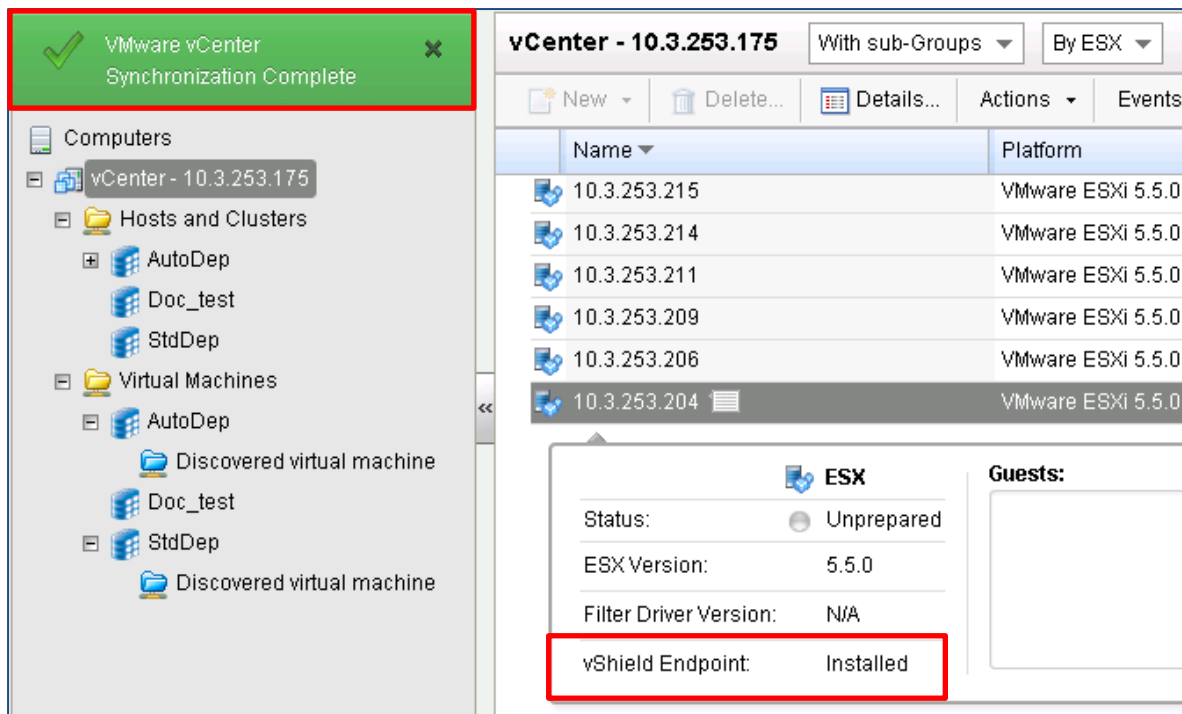 VMware vCenter
Synchronization Complete
Computers
vCenter - 10.3.253.175
Hosts and Clusters
AutoDep
Doc_test
StdDep
Virtual Machines
AutoDep
Discovered virtual machine
Doc_test
StdDep
Discovered virtual machine
vCenter - 10.3.253.175 With sub-Groups By ESX
New Delete... Details... Actions Events
Name Platform
10.3.253.215 VMware ESXi 5.5.0
10.3.253.214 VMware ESXi 5.5.0
10.3.253.211 VMware ESXi 5.5.0
10.3.253.209 VMware ESXi 5.5.0
10.3.253.206 VMware ESXi 5.5.0
10.3.253.204 VMware ESXi 5.5.0
ESX
Status: Unprepared
ESX Version: 5.5.0
Filter Driver Version: N/A
vShield Endpoint: Installed
Guests: